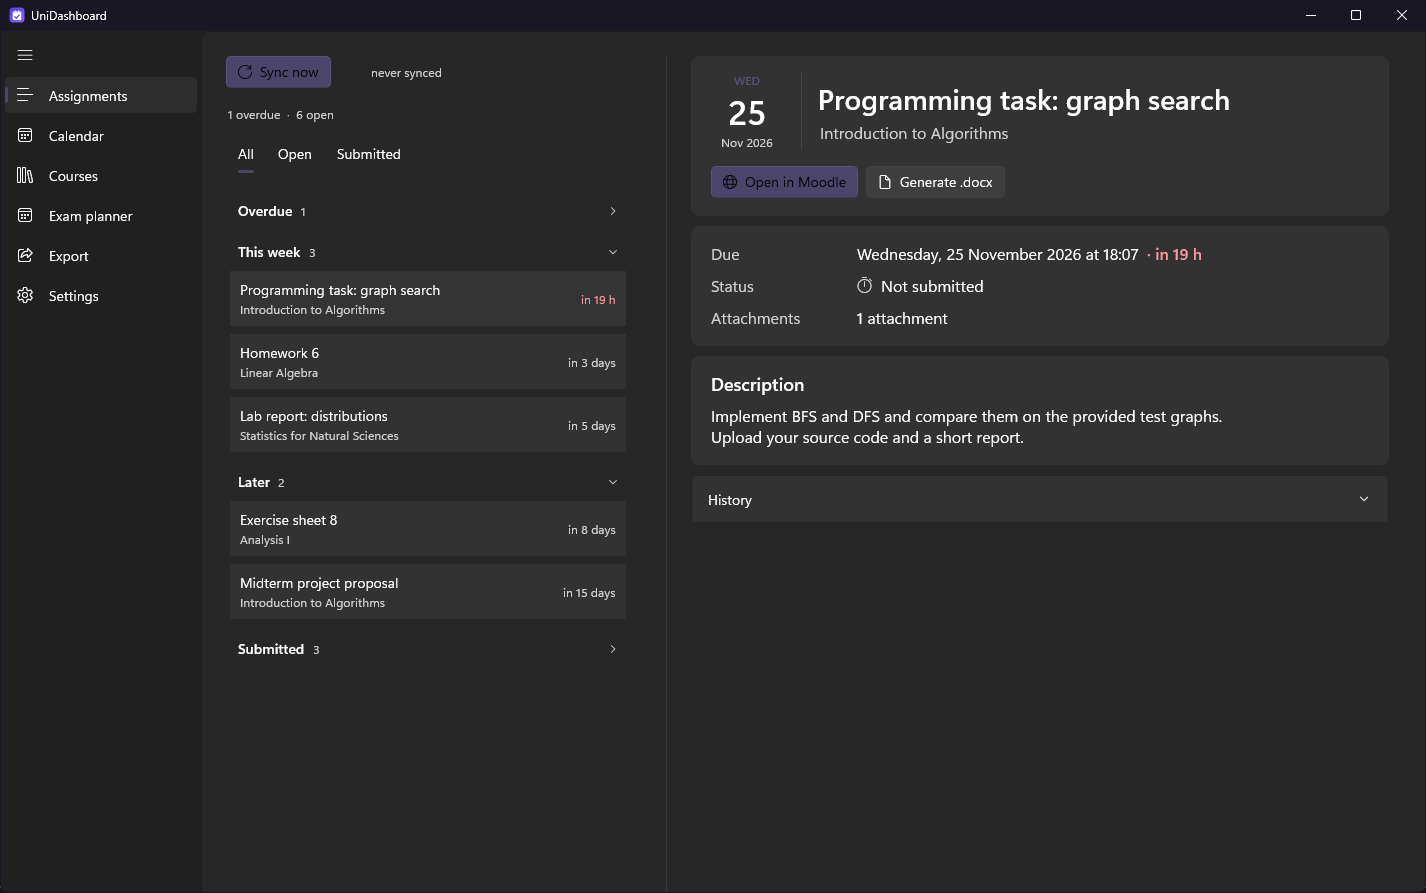 UniDashboard
Assignments
Calendar
Courses
Exam planner
Export
Settings
Sync now
never synced
1 overdue · 6 open
All Open Submitted
Overdue 1
This week 3
Programming task: graph search
Introduction to Algorithms
in 19 h
Homework 6
Linear Algebra
in 3 days
Lab report: distributions
Statistics for Natural Sciences
in 5 days
Later 2
Exercise sheet 8
Analysis I
in 8 days
Midterm project proposal
Introduction to Algorithms
in 15 days
Submitted 3
WED
25
Nov 2026
Programming task: graph search
Introduction to Algorithms
Open in Moodle
Generate .docx
Due Wednesday, 25 November 2026 at 18:07 · in 19 h
Status Not submitted
Attachments 1 attachment
Description
Implement BFS and DFS and compare them on the provided test graphs.
Upload your source code and a short report.
History